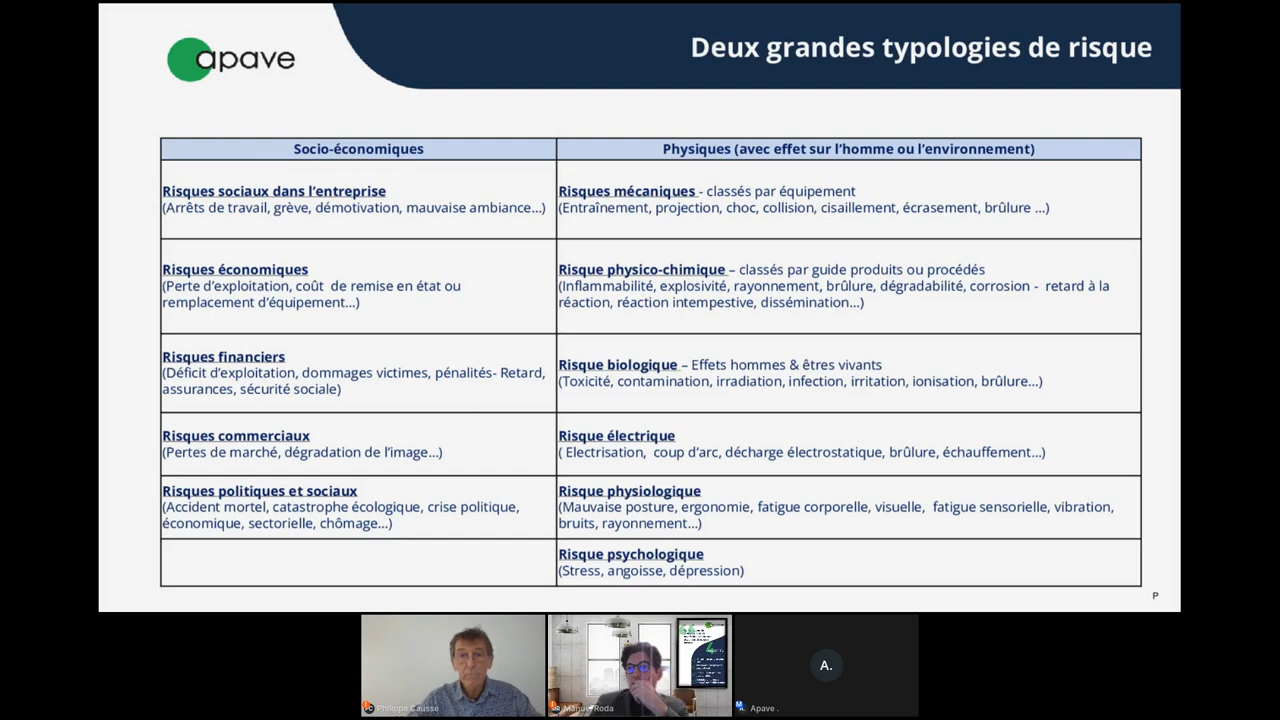 apave
Deux grandes typologies de risque
Socio-économiques
Physiques (avec effet sur l'homme ou l'environnement)
Risques sociaux dans l'entreprise
(Arrêts de travail, grève, démotivation, mauvaise ambiance...)
Risques mécaniques - classés par équipement
(Entraînement, projection, choc, collision, cisaillement, écrasement, brûlure ...)
Risques économiques
(Perte d'exploitation, coût de remise en état ou
remplacement d'équipement...)
Risque physico-chimique – classés par guide produits ou procédés
(Inflammabilité, explosivité, rayonnement, brûlure, dégradabilité, corrosion - retard à la
réaction, réaction intempestive, dissémination...)
Risques financiers
(Déficit d'exploitation, dommages victimes, pénalités- Retard,
assurances, sécurité sociale)
Risque biologique – Effets hommes & êtres vivants
(Toxicité, contamination, irradiation, infection, irritation, ionisation, brûlure...)
Risques commerciaux
(Pertes de marché, dégradation de l'image...)
Risque électrique
( Electrisation, coup d'arc, décharge électrostatique, brûlure, échauffement...)
Risques politiques et sociaux
(Accident mortel, catastrophe écologique, crise politique,
économique, sectorielle, chômage...)
Risque physiologique
(Mauvaise posture, ergonomie, fatigue corporelle, visuelle, fatigue sensorielle, vibration,
bruits, rayonnement...)
Risque psychologique
(Stress, angoisse, dépression)
P
A.
Philippe Causse
Manuel Roda
Apave .